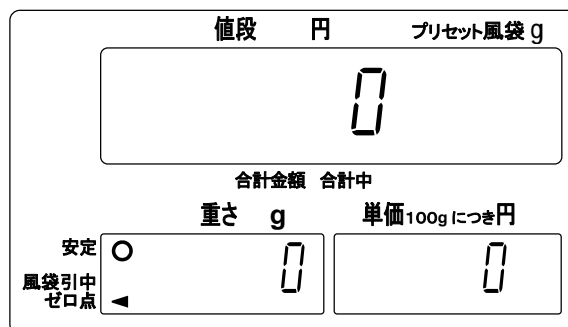 値段 円 プリセット風袋 g
0
合計金額 合計中
重さ g 単価100gにつき円
安定 0 0
風袋引中
ゼロ点